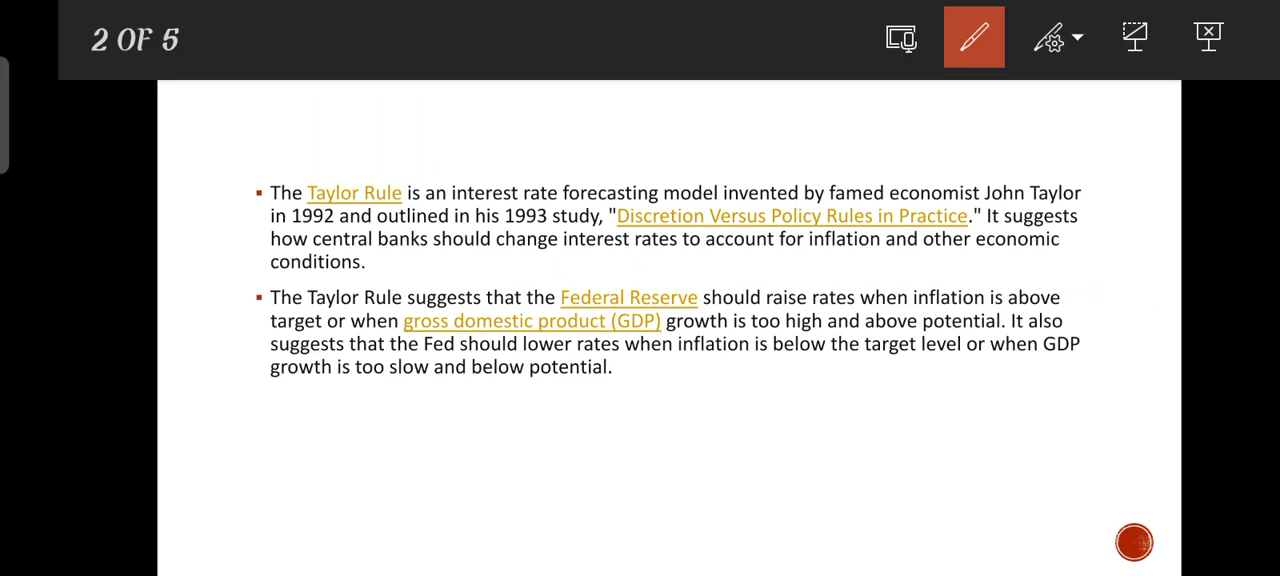 2 OF 5
▪ The Taylor Rule is an interest rate forecasting model invented by famed economist John Taylor
in 1992 and outlined in his 1993 study, "Discretion Versus Policy Rules in Practice." It suggests
how central banks should change interest rates to account for inflation and other economic
conditions.
▪ The Taylor Rule suggests that the Federal Reserve should raise rates when inflation is above
target or when gross domestic product (GDP) growth is too high and above potential. It also
suggests that the Fed should lower rates when inflation is below the target level or when GDP
growth is too slow and below potential.